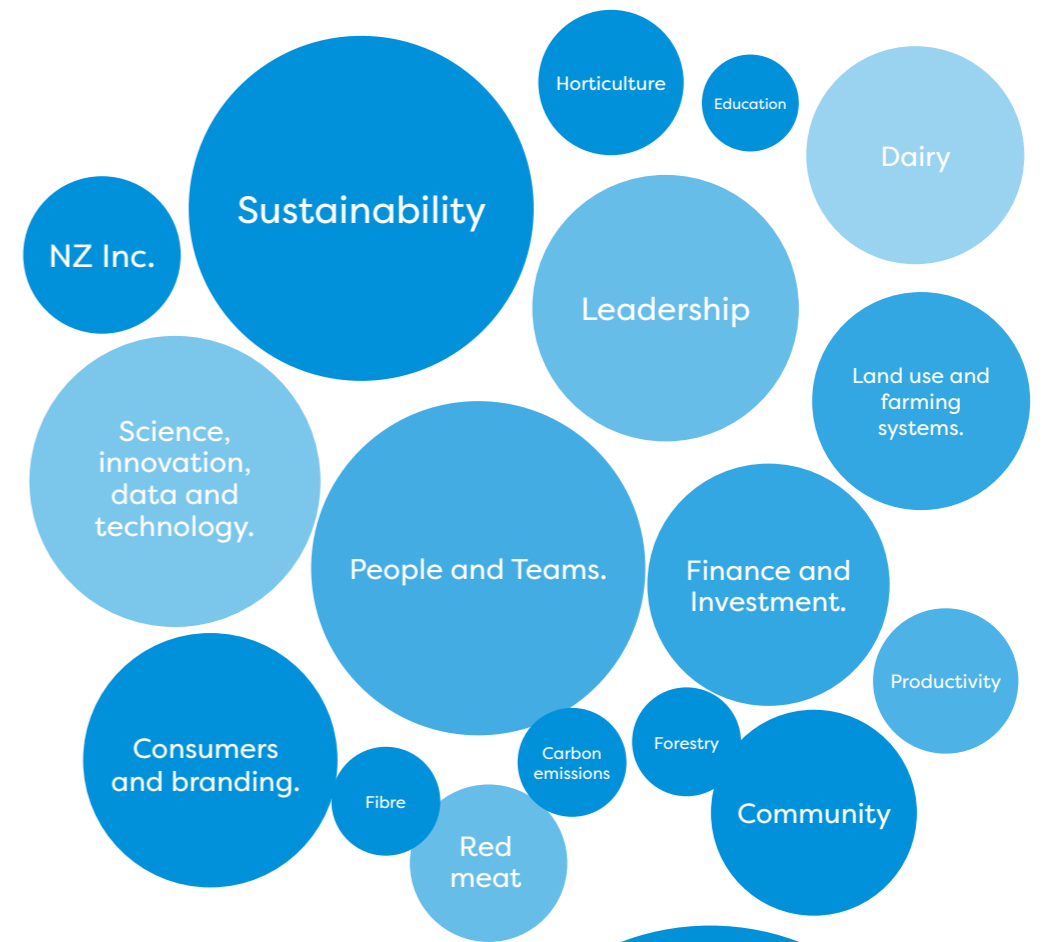 Horticulture
Education
Dairy
Sustainability
NZ Inc.
Leadership
Land use and
farming
systems.
Science,
innovation,
data and
technology.
People and Teams.
Finance and
Investment.
Productivity
Consumers
and branding.
Carbon
emissions
Forestry
Fibre
Community
Red
meat